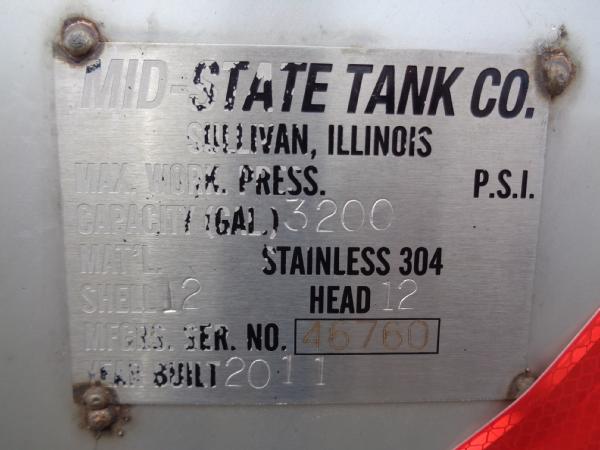 MID-STATE TANK CO.
SULLIVAN, ILLINOIS
MAX. WORK. PRESS. P.S.I.
CAPACITY (GAL.) 3200
MAT'L. STAINLESS 304
SHELL 12 HEAD 12
MFGRS. SER. NO. 46760
YEAR BUILT 2011